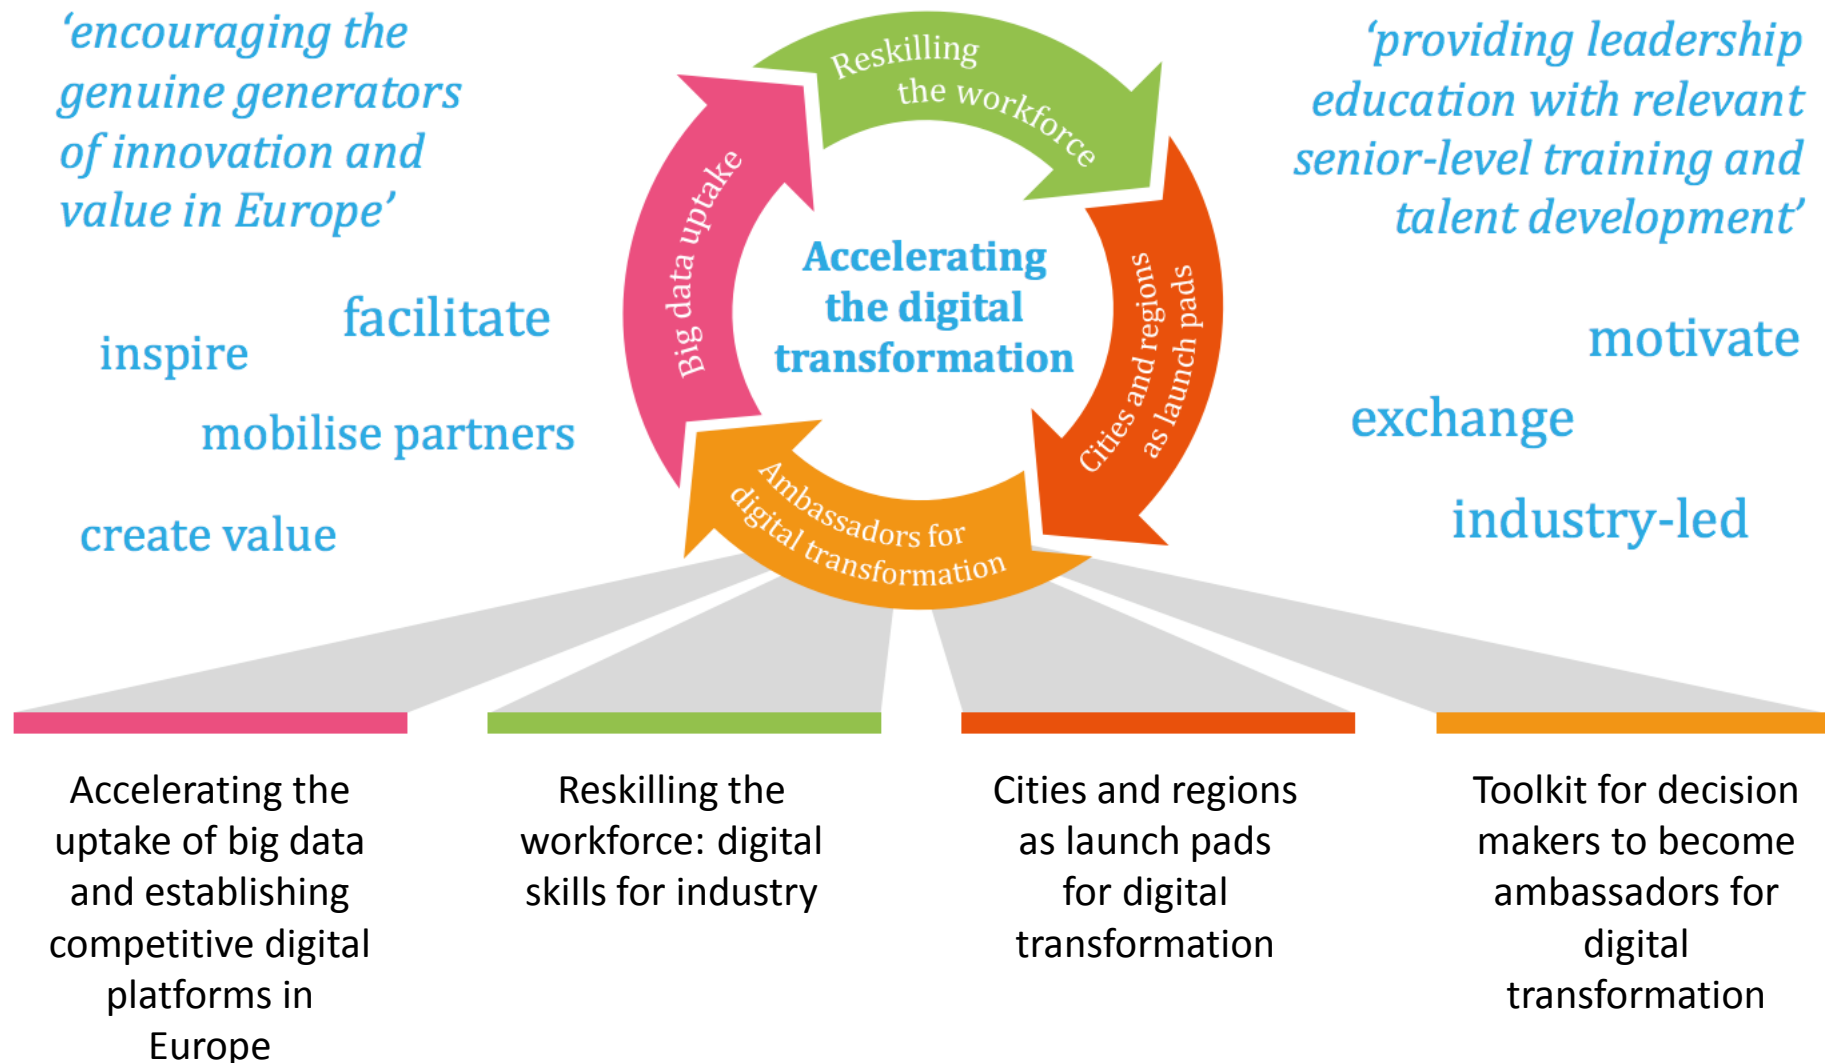 ‘encouraging the
genuine generators
of innovation and
value in Europe’
inspire
facilitate
mobilise partners
create value
Reskilling
the workforce
Big data uptake
Cities and regions
as launch pads
Ambassadors for
digital transformation
Accelerating
the digital
transformation
‘providing leadership
education with relevant
senior-level training and
talent development’
motivate
exchange
industry-led
Accelerating the
uptake of big data
and establishing
competitive digital
platforms in
Europe
Reskilling the
workforce: digital
skills for industry
Cities and regions
as launch pads
for digital
transformation
Toolkit for decision
makers to become
ambassadors for
digital
transformation